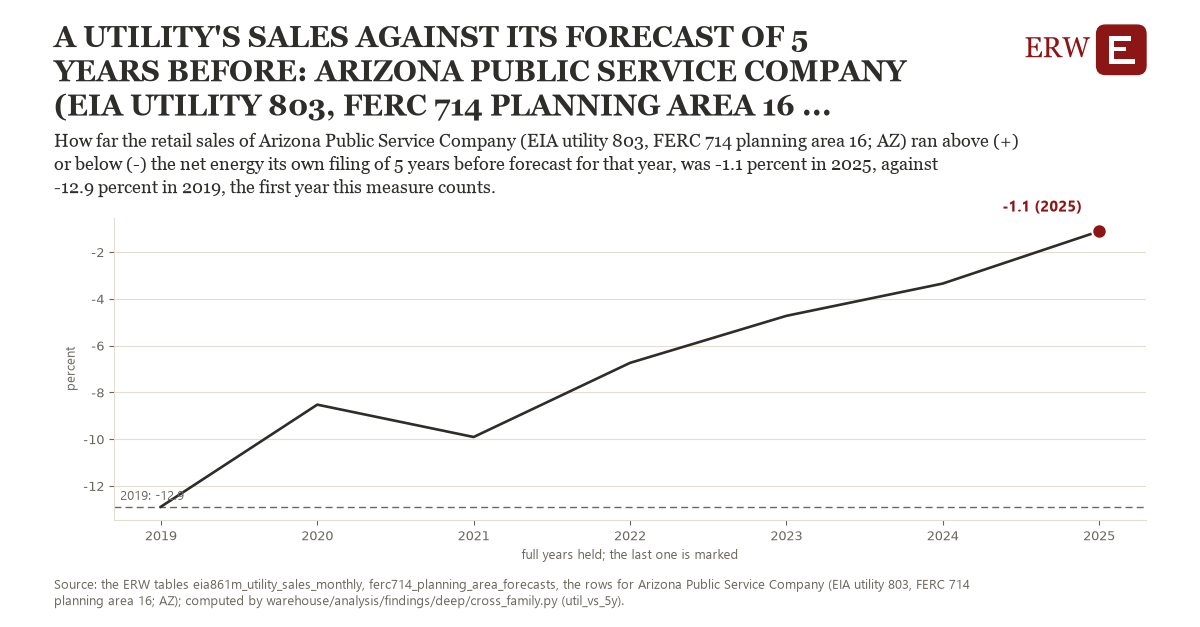 A UTILITY'S SALES AGAINST ITS FORECAST OF 5
YEARS BEFORE: ARIZONA PUBLIC SERVICE COMPANY
(EIA UTILITY 803, FERC 714 PLANNING AREA 16 ...
ERW E
How far the retail sales of Arizona Public Service Company (EIA utility 803, FERC 714 planning area 16; AZ) ran above (+)
or below (-) the net energy its own filing of 5 years before forecast for that year, was -1.1 percent in 2025, against
-12.9 percent in 2019, the first year this measure counts.
-1.1 (2025)
-2
-4
-6
-8
-10
-12
percent
2019: -12.9
2019 2020 2021 2022 2023 2024 2025
full years held; the last one is marked
Source: the ERW tables eia861m_utility_sales_monthly, ferc714_planning_area_forecasts, the rows for Arizona Public Service Company (EIA utility 803, FERC 714
planning area 16; AZ); computed by warehouse/analysis/findings/deep/cross_family.py (util_vs_5y).